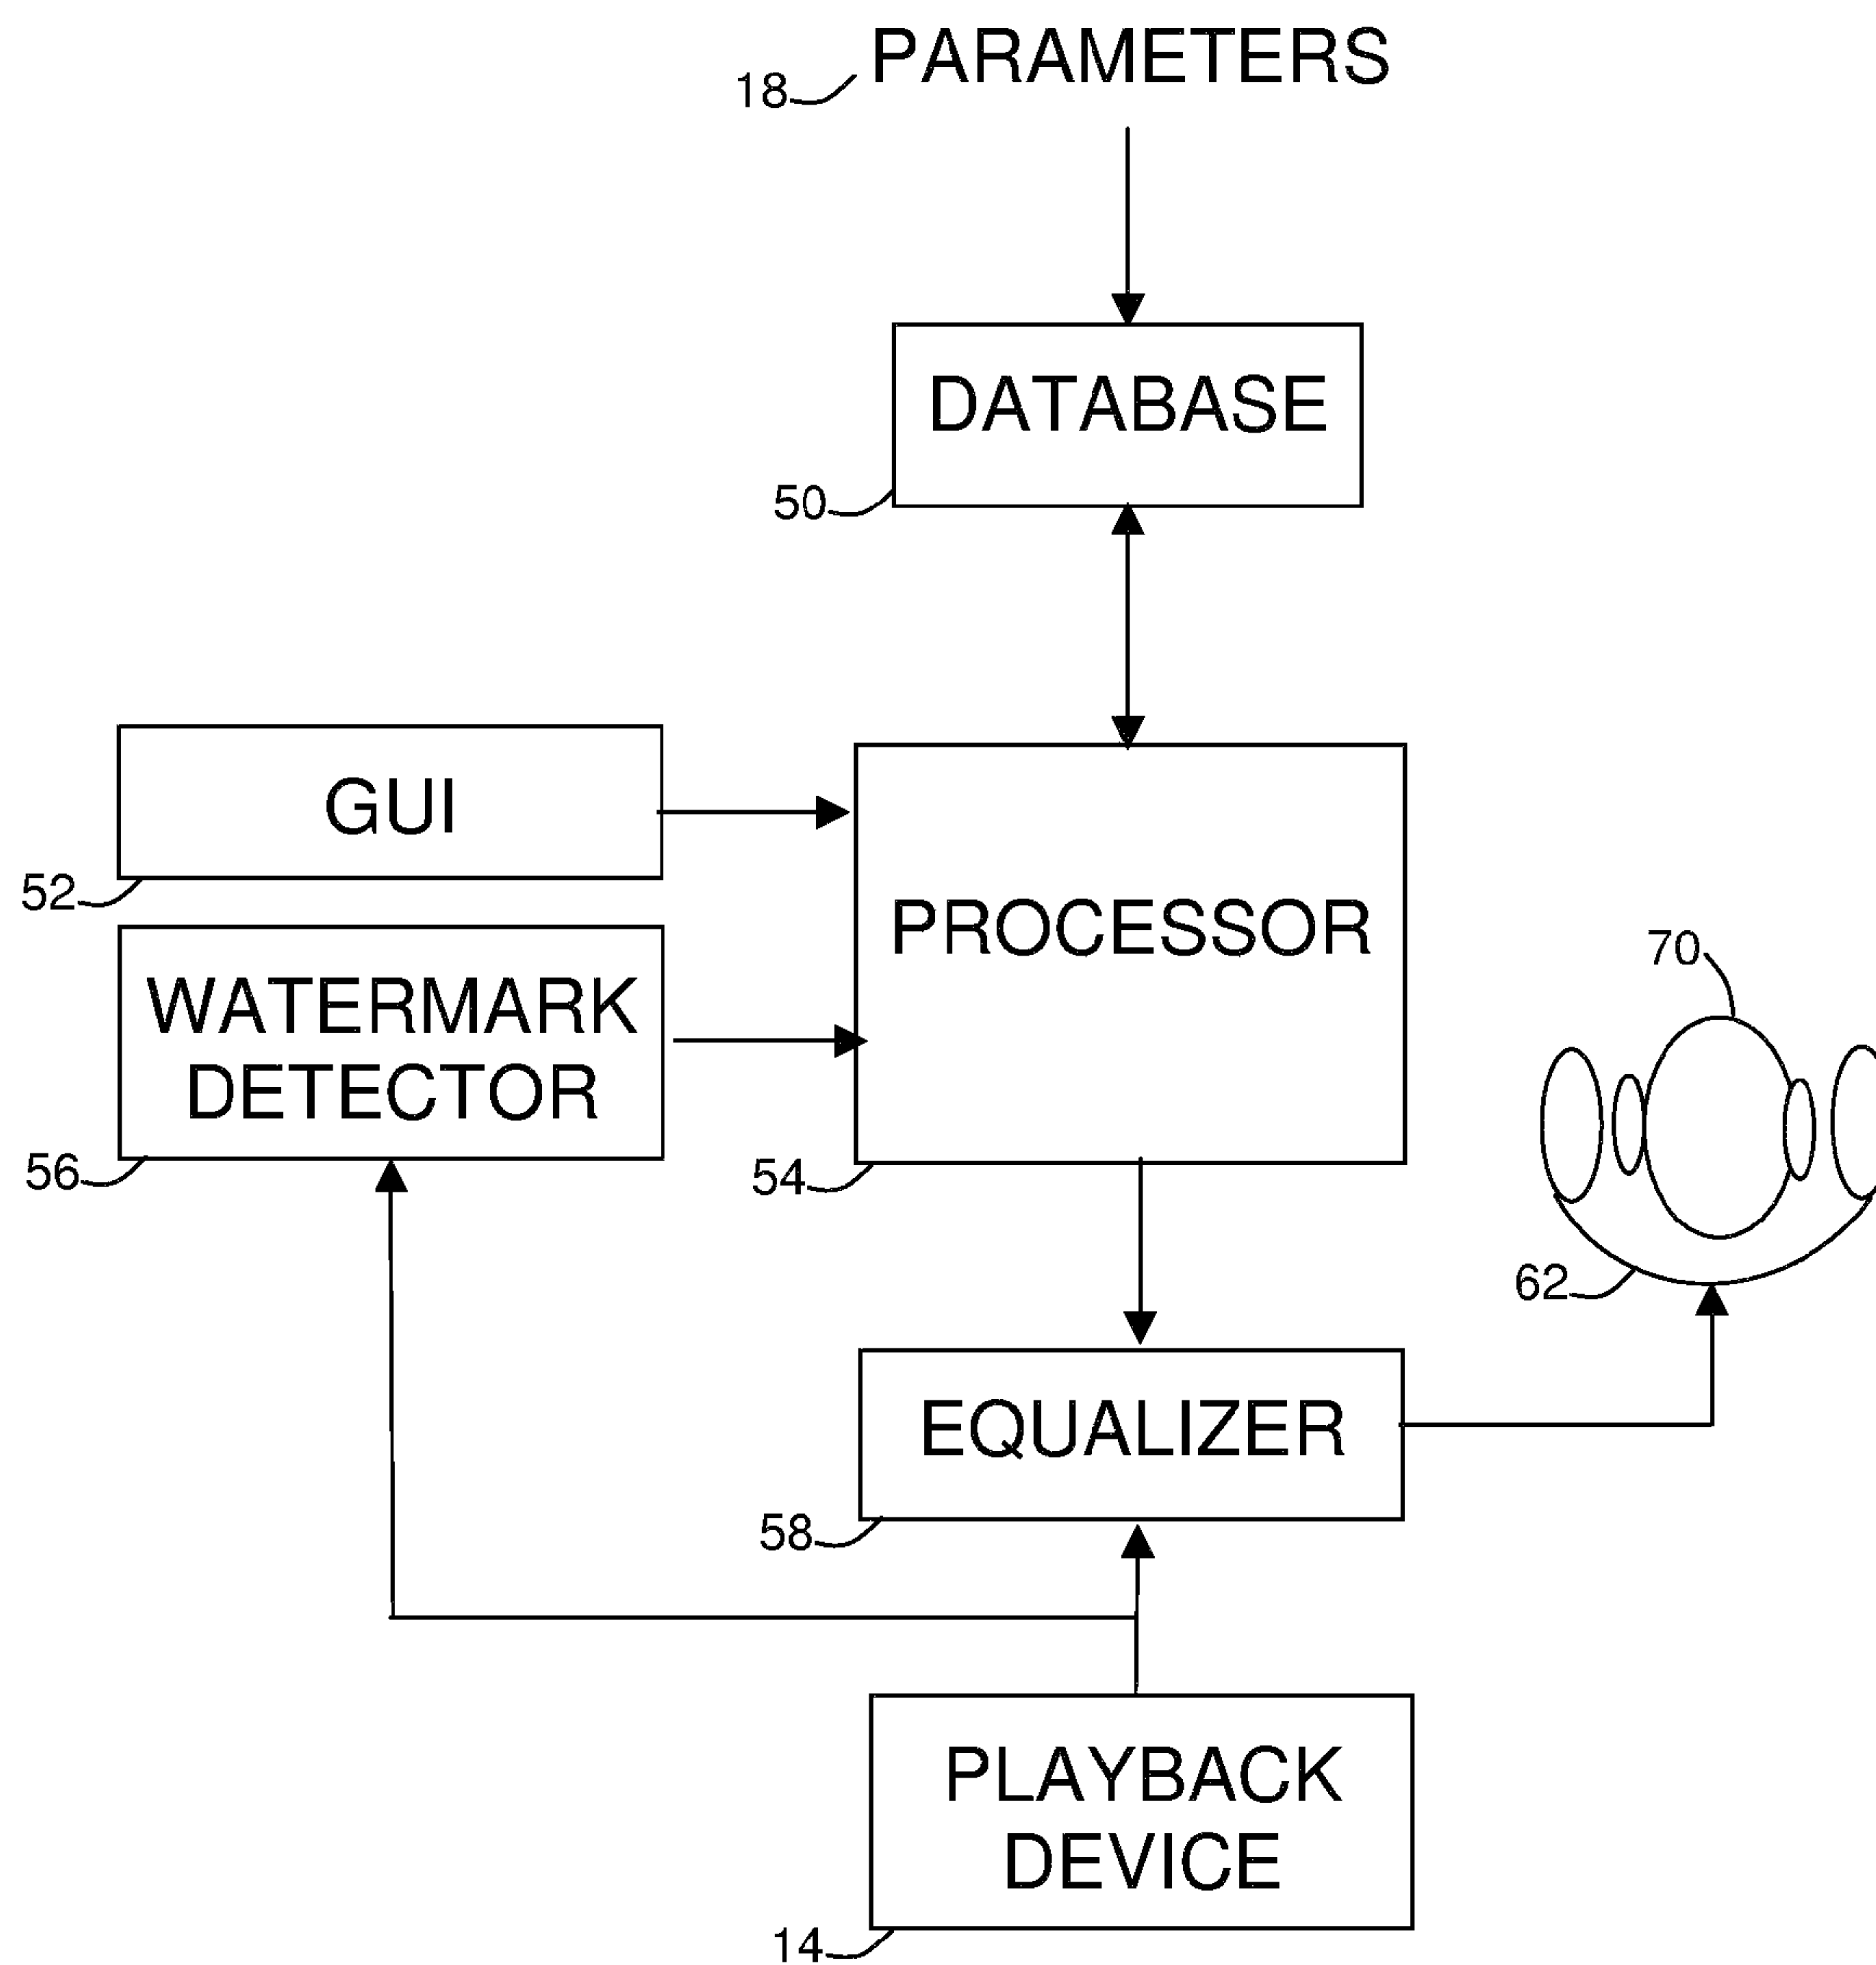 PARAMETERS
18
DATABASE
50
GUI
52
PROCESSOR
WATERMARK
DETECTOR
56
54
70
62
EQUALIZER
58
PLAYBACK
DEVICE
14